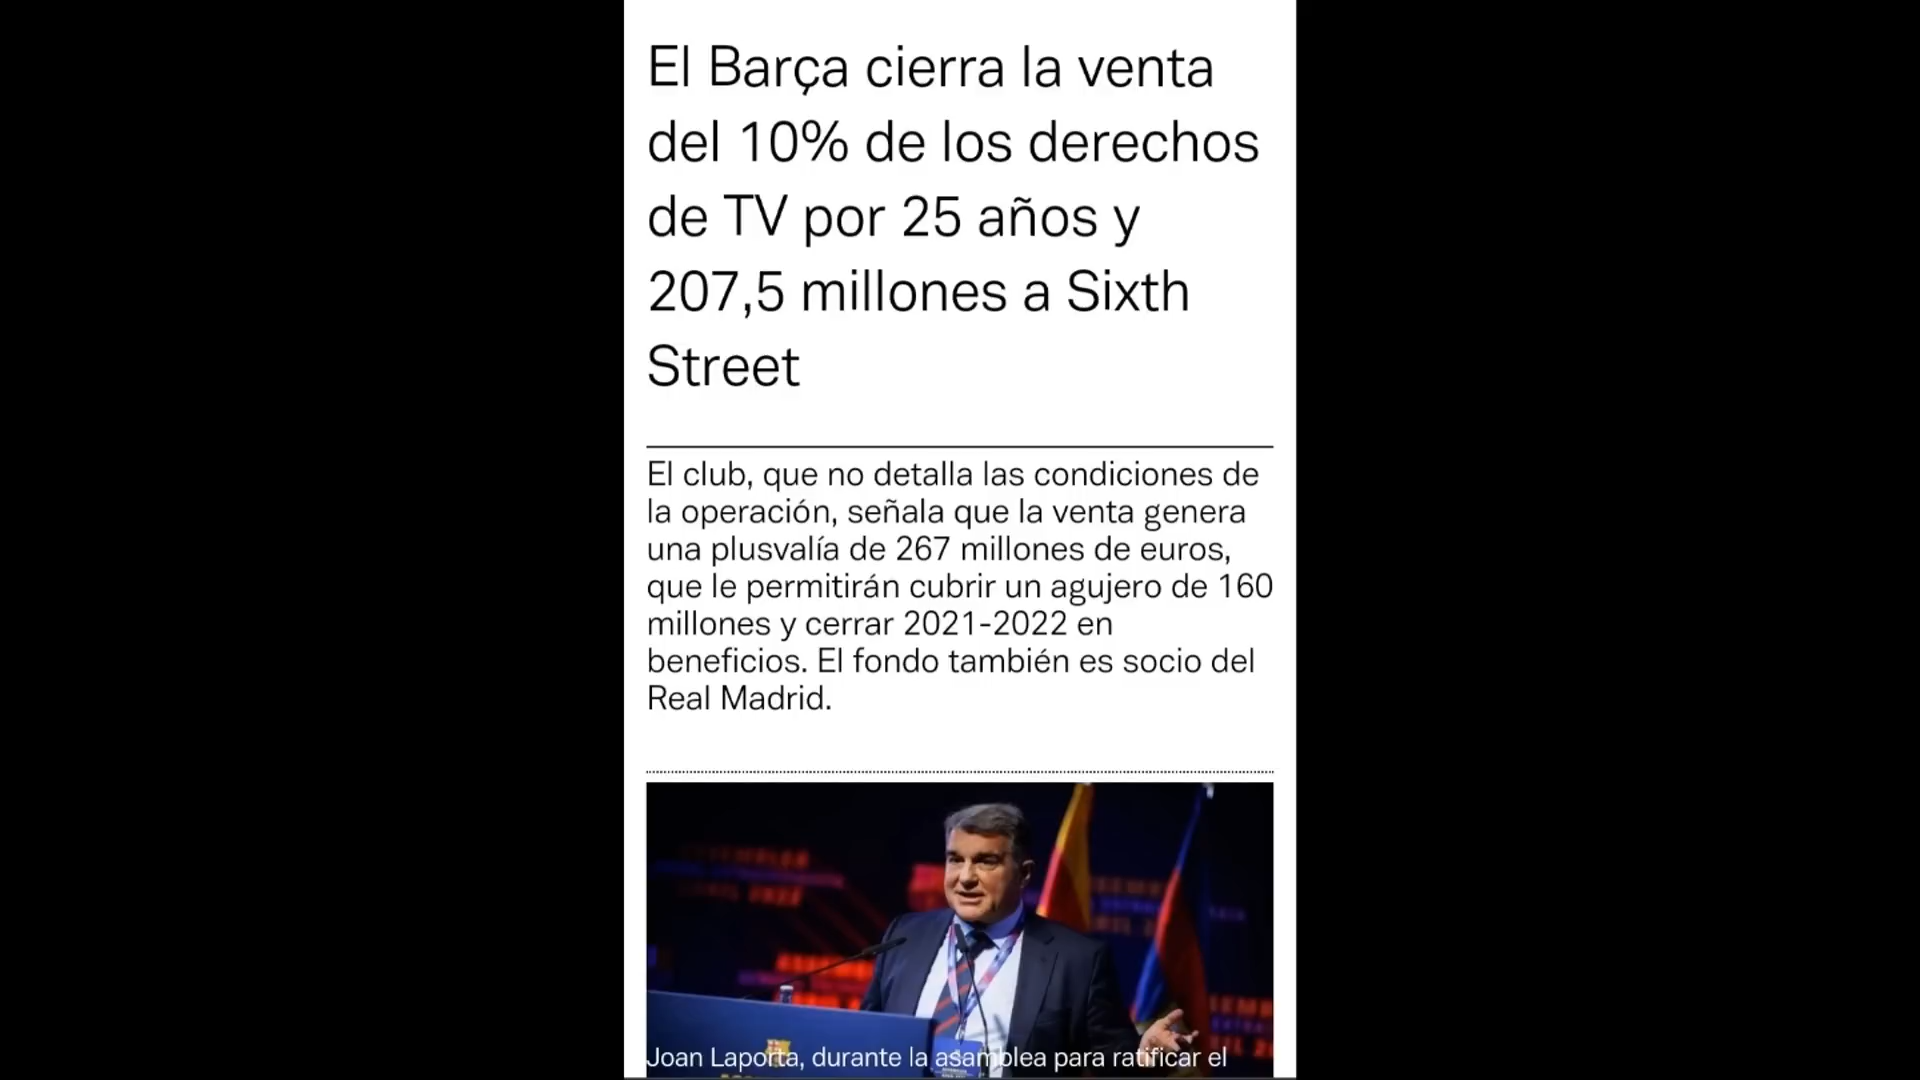 El Barça cierra la venta
del 10% de los derechos
de TV por 25 años y
207,5 millones a Sixth
Street
El club, que no detalla las condiciones de
la operación, señala que la venta genera
una plusvalía de 267 millones de euros,
que le permitirán cubrir un agujero de 160
millones y cerrar 2021-2022 en
beneficios. El fondo también es socio del
Real Madrid.
Joan Laporta, durante la asamblea para ratificar el